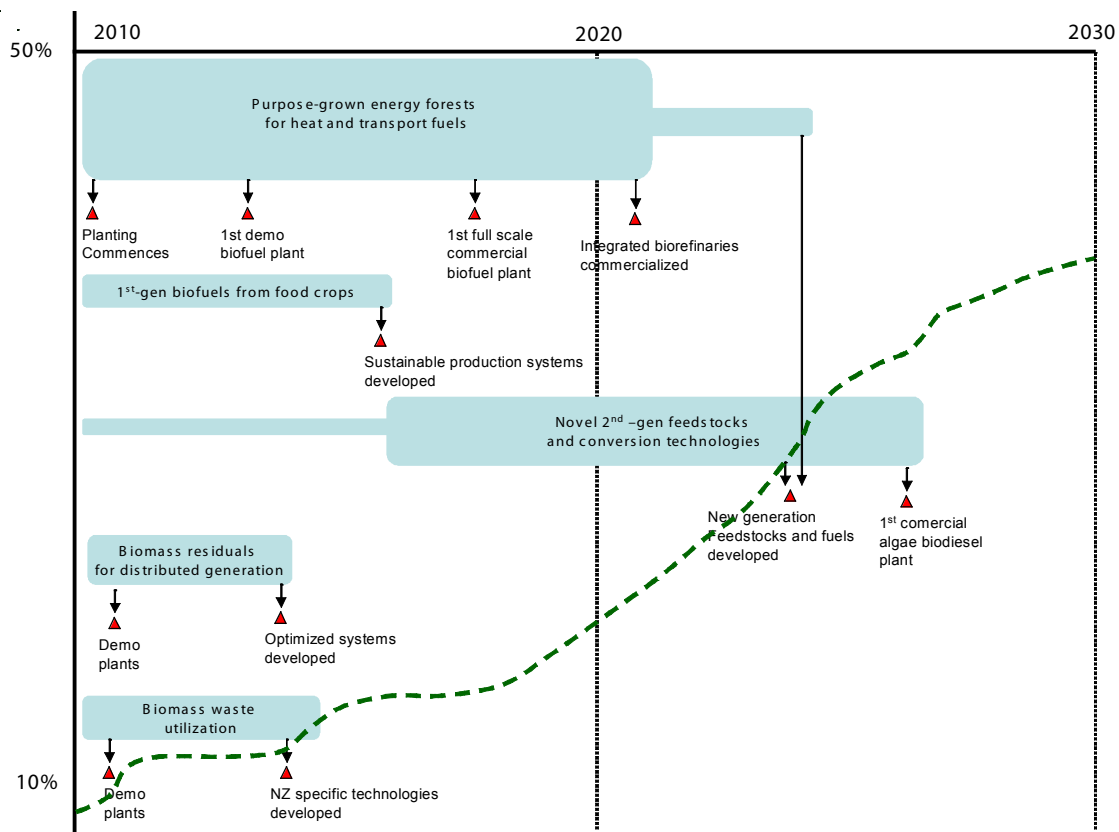 2010
2020
2030
50%
Purpose-grown energy forests
for heat and transport fuels
Planting
Commences
1st demo
biofuel plant
1st full scale
commercial
biofuel plant
Integrated biorefinaries
commercialized
1st-gen biofuels from food crops
Sustainable production systems
developed
Novel 2nd –gen feedstocks
and conversion technologies
New generation
Feedstocks and fuels
developed
1st comercial
algae biodiesel
plant
Biomass residuals
for distributed generation
Demo
plants
Optimized systems
developed
Biomass waste
utilization
10%
Demo
plants
NZ specific technologies
developed